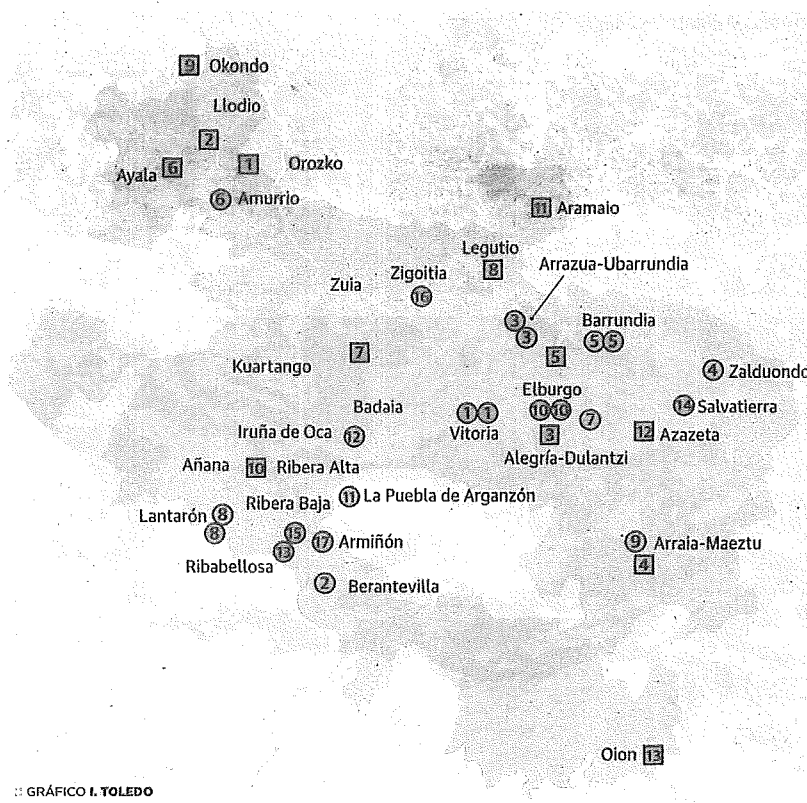 9 Okondo
Llodio
2
Ayala 6
1 Orozko
6 Amurrio
11 Aramaio
Legutio
8
Arrazua-Ubarrundia
Zigoitia
16
Zuia
3
3
Barrundia
5 5
5
7
Kuartango
4 Zalduondo
Elburgo
10 10
14 Salvatierra
Badaia
1 1
Vitoria
7
Iruña de Oca 12
3
12 Azazeta
Alegría-Dulantzi
Añana 10 Ribera Alta
11 La Puebla de Arganzón
Ribera Baja
Lantarón 8
8
15
17 Armiñón
13
Ribabellosa
9 Arraia-Maeztu
4
2 Berantevilla
Oion 13
:: GRÁFICO I. TOLEDO